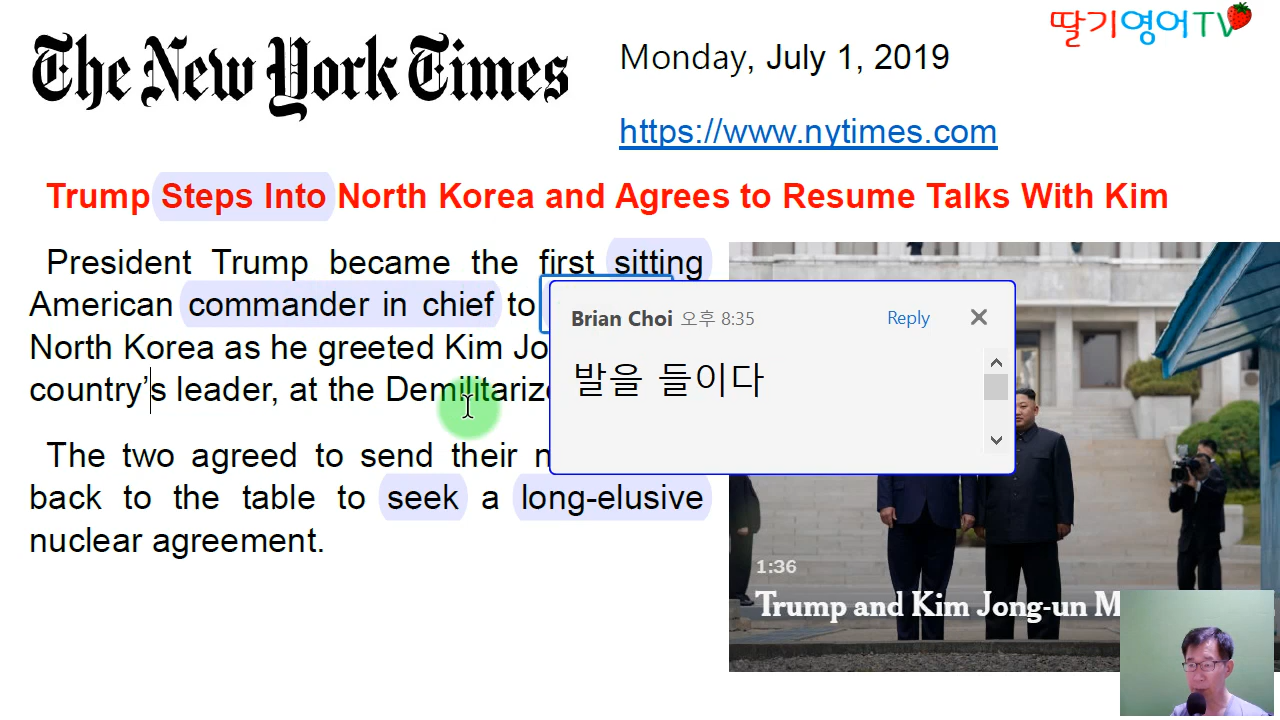 딸기영어TV
The New York Times
Monday, July 1, 2019
https://www.nytimes.com
Trump Steps Into North Korea and Agrees to Resume Talks With Kim
President Trump became the first sitting
American commander in chief to
North Korea as he greeted Kim
country’s leader, at the
The two agreed to send their
back to the table to seek a long-elusive
nuclear agreement.
Brian Choi 오후 8:35 Reply
발을 들이다
1:36
Trump and Kim Jong-un